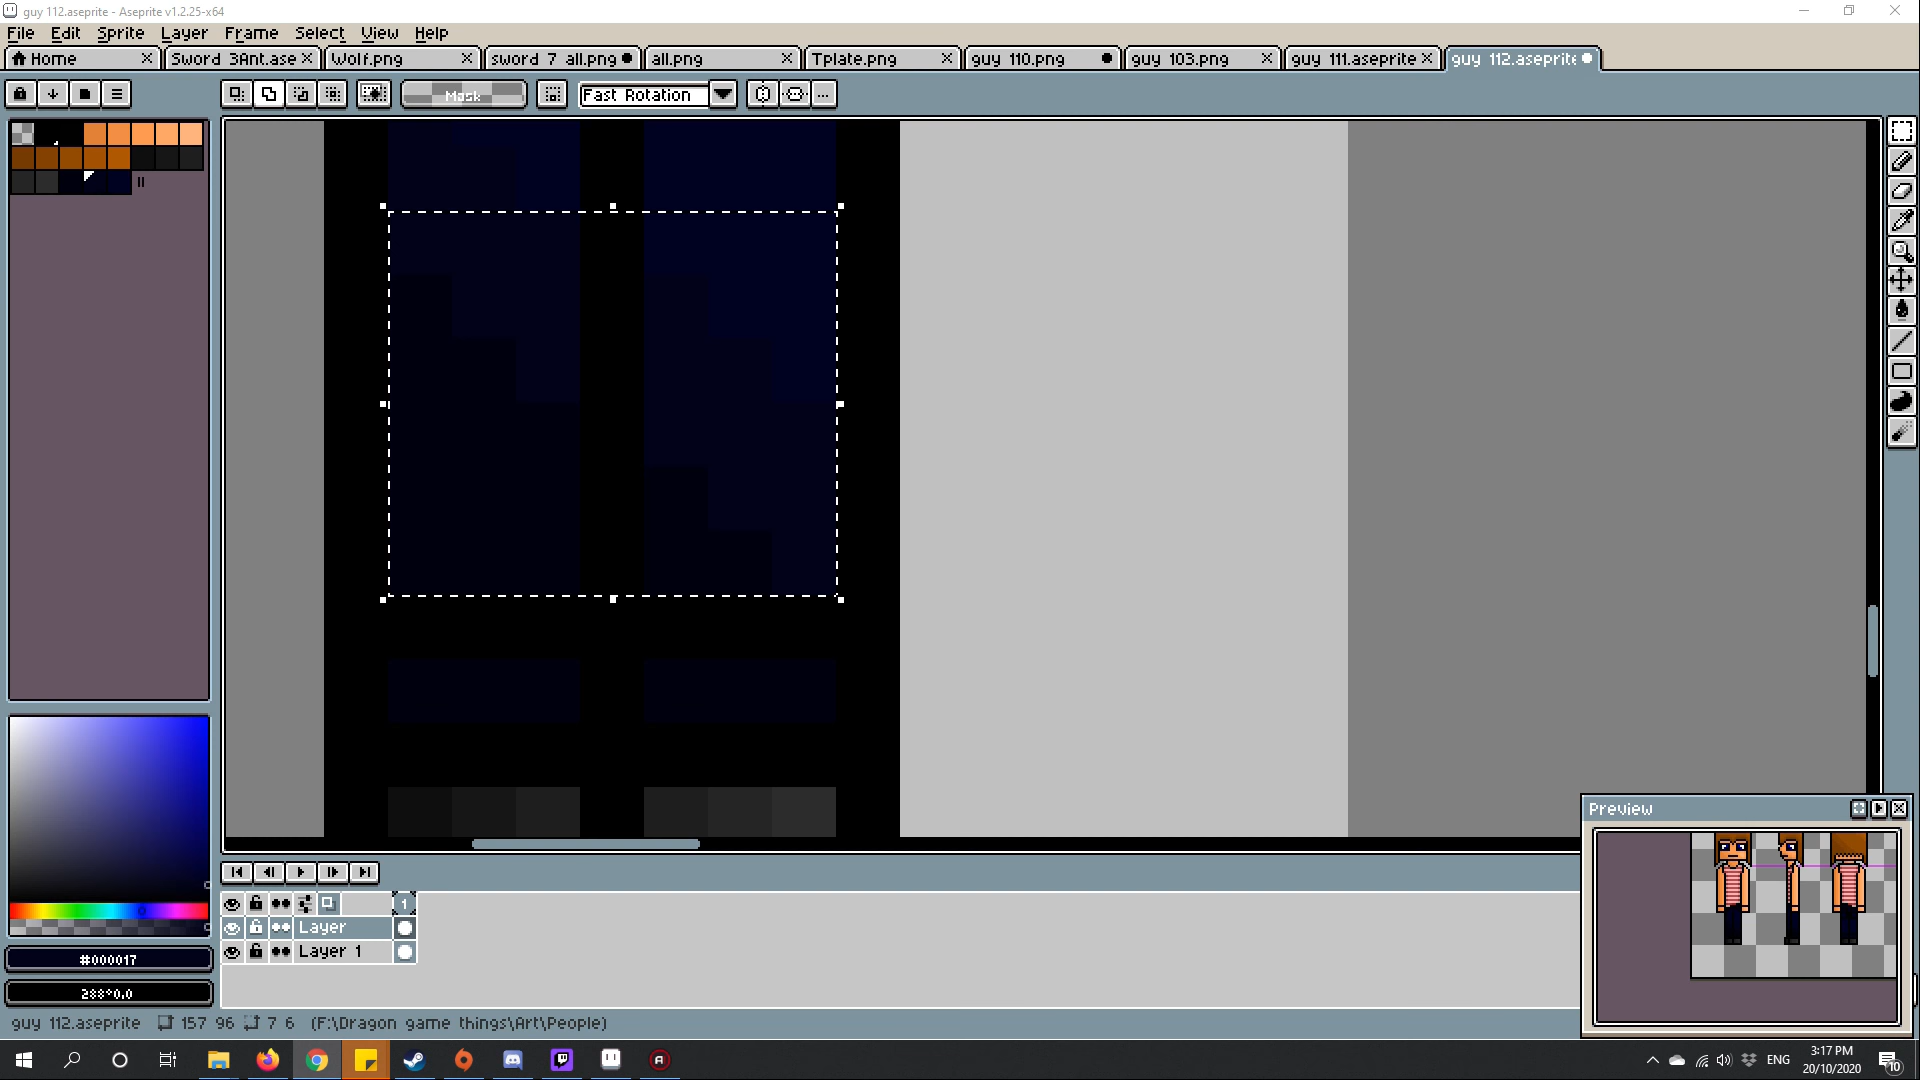 guy 112.aseprite - Aseprite v1.2.25-x64
File Edit Sprite Layer Frame Select View Help
Home Sword 3Ant.ase Wolf.png sword 7 all.png all.png Tplate.png guy 110.png guy 103.png guy 111.aseprite guy 112.aseprite
Mask Fast Rotation ...
Preview
1
Layer
Layer 1
#000017
288°0,0
guy 112.aseprite 157 96 7 6 (F:\Dragon game things\Art\People)
ENG 3:17 PM 10
20/10/2020